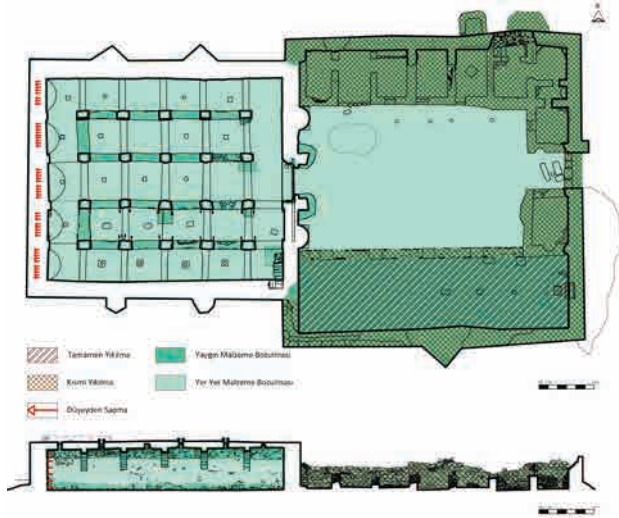 Tamamen Yıkılma
Yaygın Malzeme Bozulması
Kısmi Yıkılma
Yer Yer Malzeme Bozulması
Düşeyden Sapma